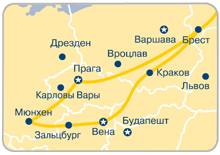 Варшава
Брест
Дрезден
Вроцлав
Прага
Краков
Львов
Карловы Вары
Мюнхен
Зальцбург
Вена
Будапешт